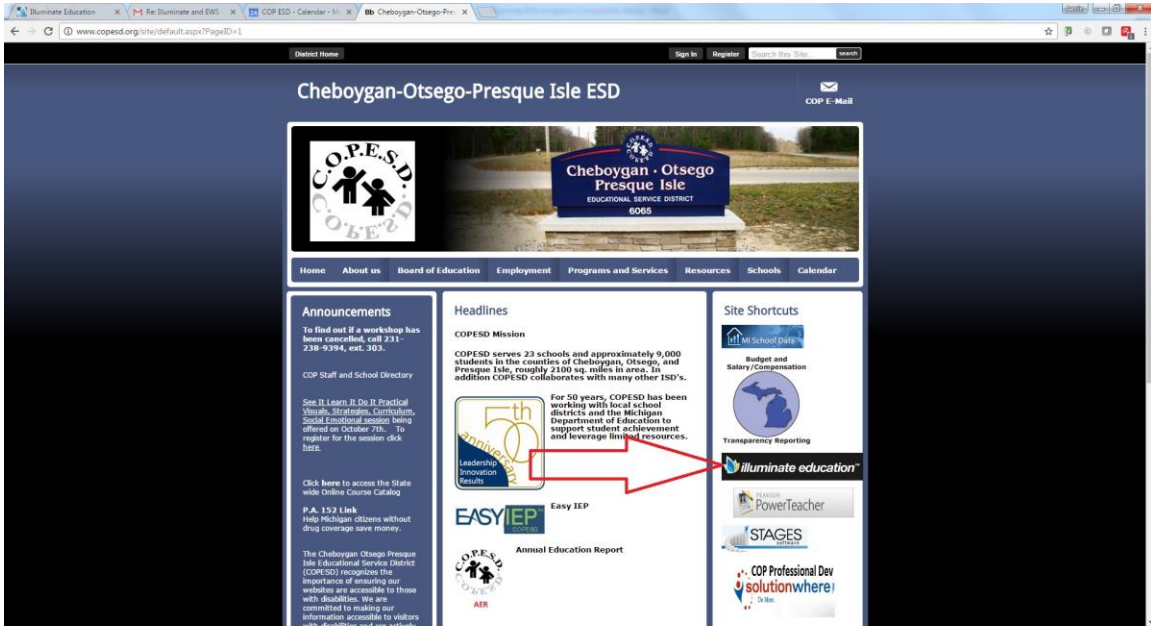 Illuminate Education
Re: Illuminate and EWS
COP ESD - Calendar - M
Bb Cheboygan-Otsego-Pre
www.copesd.org/site/default.aspx?PageID=1
District Home
Sign In Register Search this Site search
Cheboygan-Otsego-Presque Isle ESD
COP E-Mail
C.O.P.E.S.D.
C.O.P.E.S.D.
Cheboygan · Otsego
Presque Isle
EDUCATIONAL SERVICE DISTRICT
6065
Home About us Board of Education Employment Programs and Services Resources Schools Calendar
Announcements
To find out if a workshop has
been cancelled, call 231-
238-9394, ext. 303.
COP Staff and School Directory
See It Learn It Do It Practical
Visuals, Strategies, Curriculum,
Social Emotional session being
offered on October 7th. To
register for the session click
here
Click here to access the State
wide Online Course Catalog
P.A. 152 Link
Help Michigan citizens without
drug coverage save money.
The Cheboygan Otsego Presque
Isle Educational Service District
(COPESD) recognizes the
importance of ensuring our
websites are accessible to those
with disabilities. We are
committed to making our
information accessible to visitors
with disabilities and are actively
Headlines
COPESD Mission
COPESD serves 23 schools and approximately 9,000
students in the counties of Cheboygan, Otsego, and
Presque Isle, roughly 2100 sq. miles in area. In
addition COPESD collaborates with many other ISD's.
50th
anniversary
Leadership
Innovation
Results
For 50 years, COPESD has been
working with local school
districts and the Michigan
Department of Education to
support student achievement
and leverage limited resources.
EASY IEP™
COPESD
Easy IEP
C.O.P.E.S.D.
AER
Annual Education Report
Site Shortcuts
MI School Data
Budget and
Salary/Compensation
Transparency Reporting
illuminate education™
PEARSON
PowerTeacher
STAGES
software
COP Professional Dev
solutionwhere